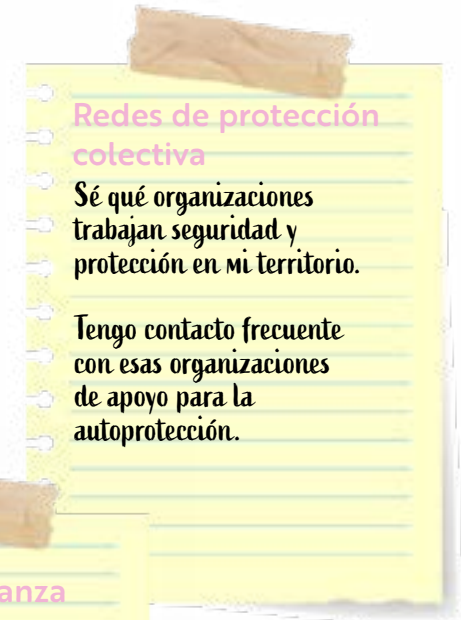 Redes de protección
colectiva
Sé qué organizaciones
trabajan seguridad y
protección en mi territorio.
Tengo contacto frecuente
con esas organizaciones
de apoyo para la
autoprotección.